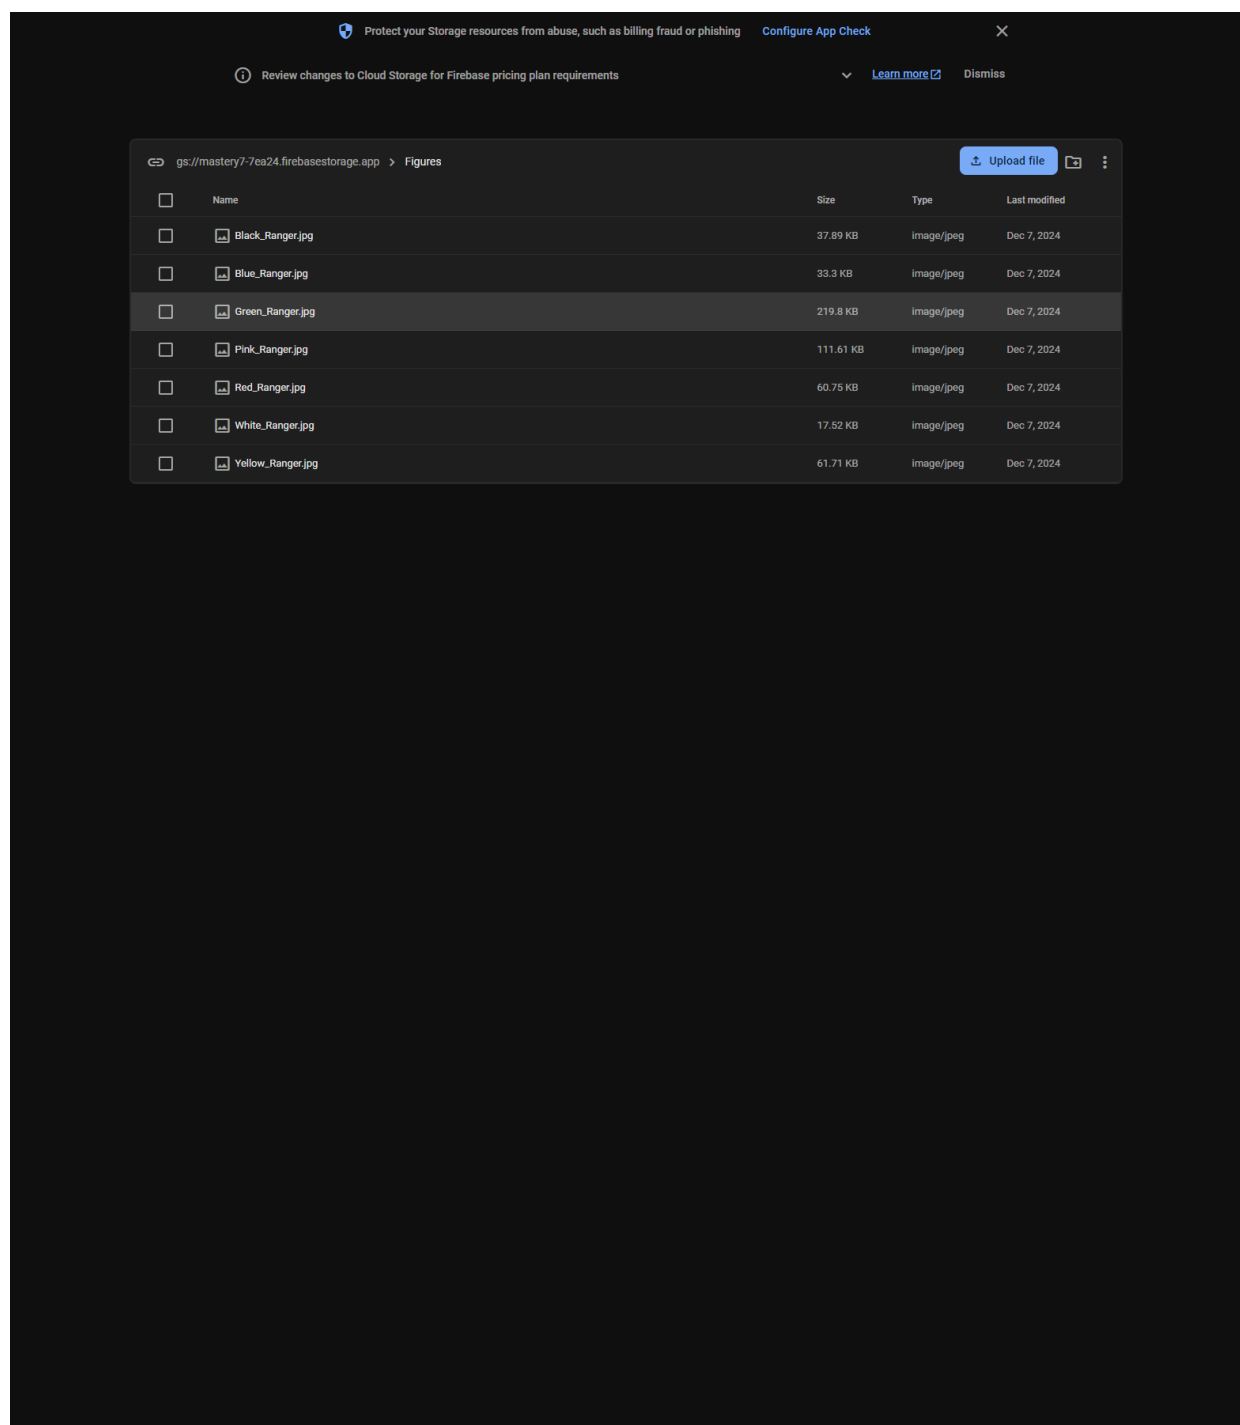 Protect your Storage resources from abuse, such as billing fraud or phishing Configure App Check
Review changes to Cloud Storage for Firebase pricing plan requirements Learn more Dismiss
gs://mastery7-7ea24.firebasestorage.app > Figures Upload file
Name Size Type Last modified
Black_Ranger.jpg 37.89 KB image/jpeg Dec 7, 2024
Blue_Ranger.jpg 33.3 KB image/jpeg Dec 7, 2024
Green_Ranger.jpg 219.8 KB image/jpeg Dec 7, 2024
Pink_Ranger.jpg 111.61 KB image/jpeg Dec 7, 2024
Red_Ranger.jpg 60.75 KB image/jpeg Dec 7, 2024
White_Ranger.jpg 17.52 KB image/jpeg Dec 7, 2024
Yellow_Ranger.jpg 61.71 KB image/jpeg Dec 7, 2024